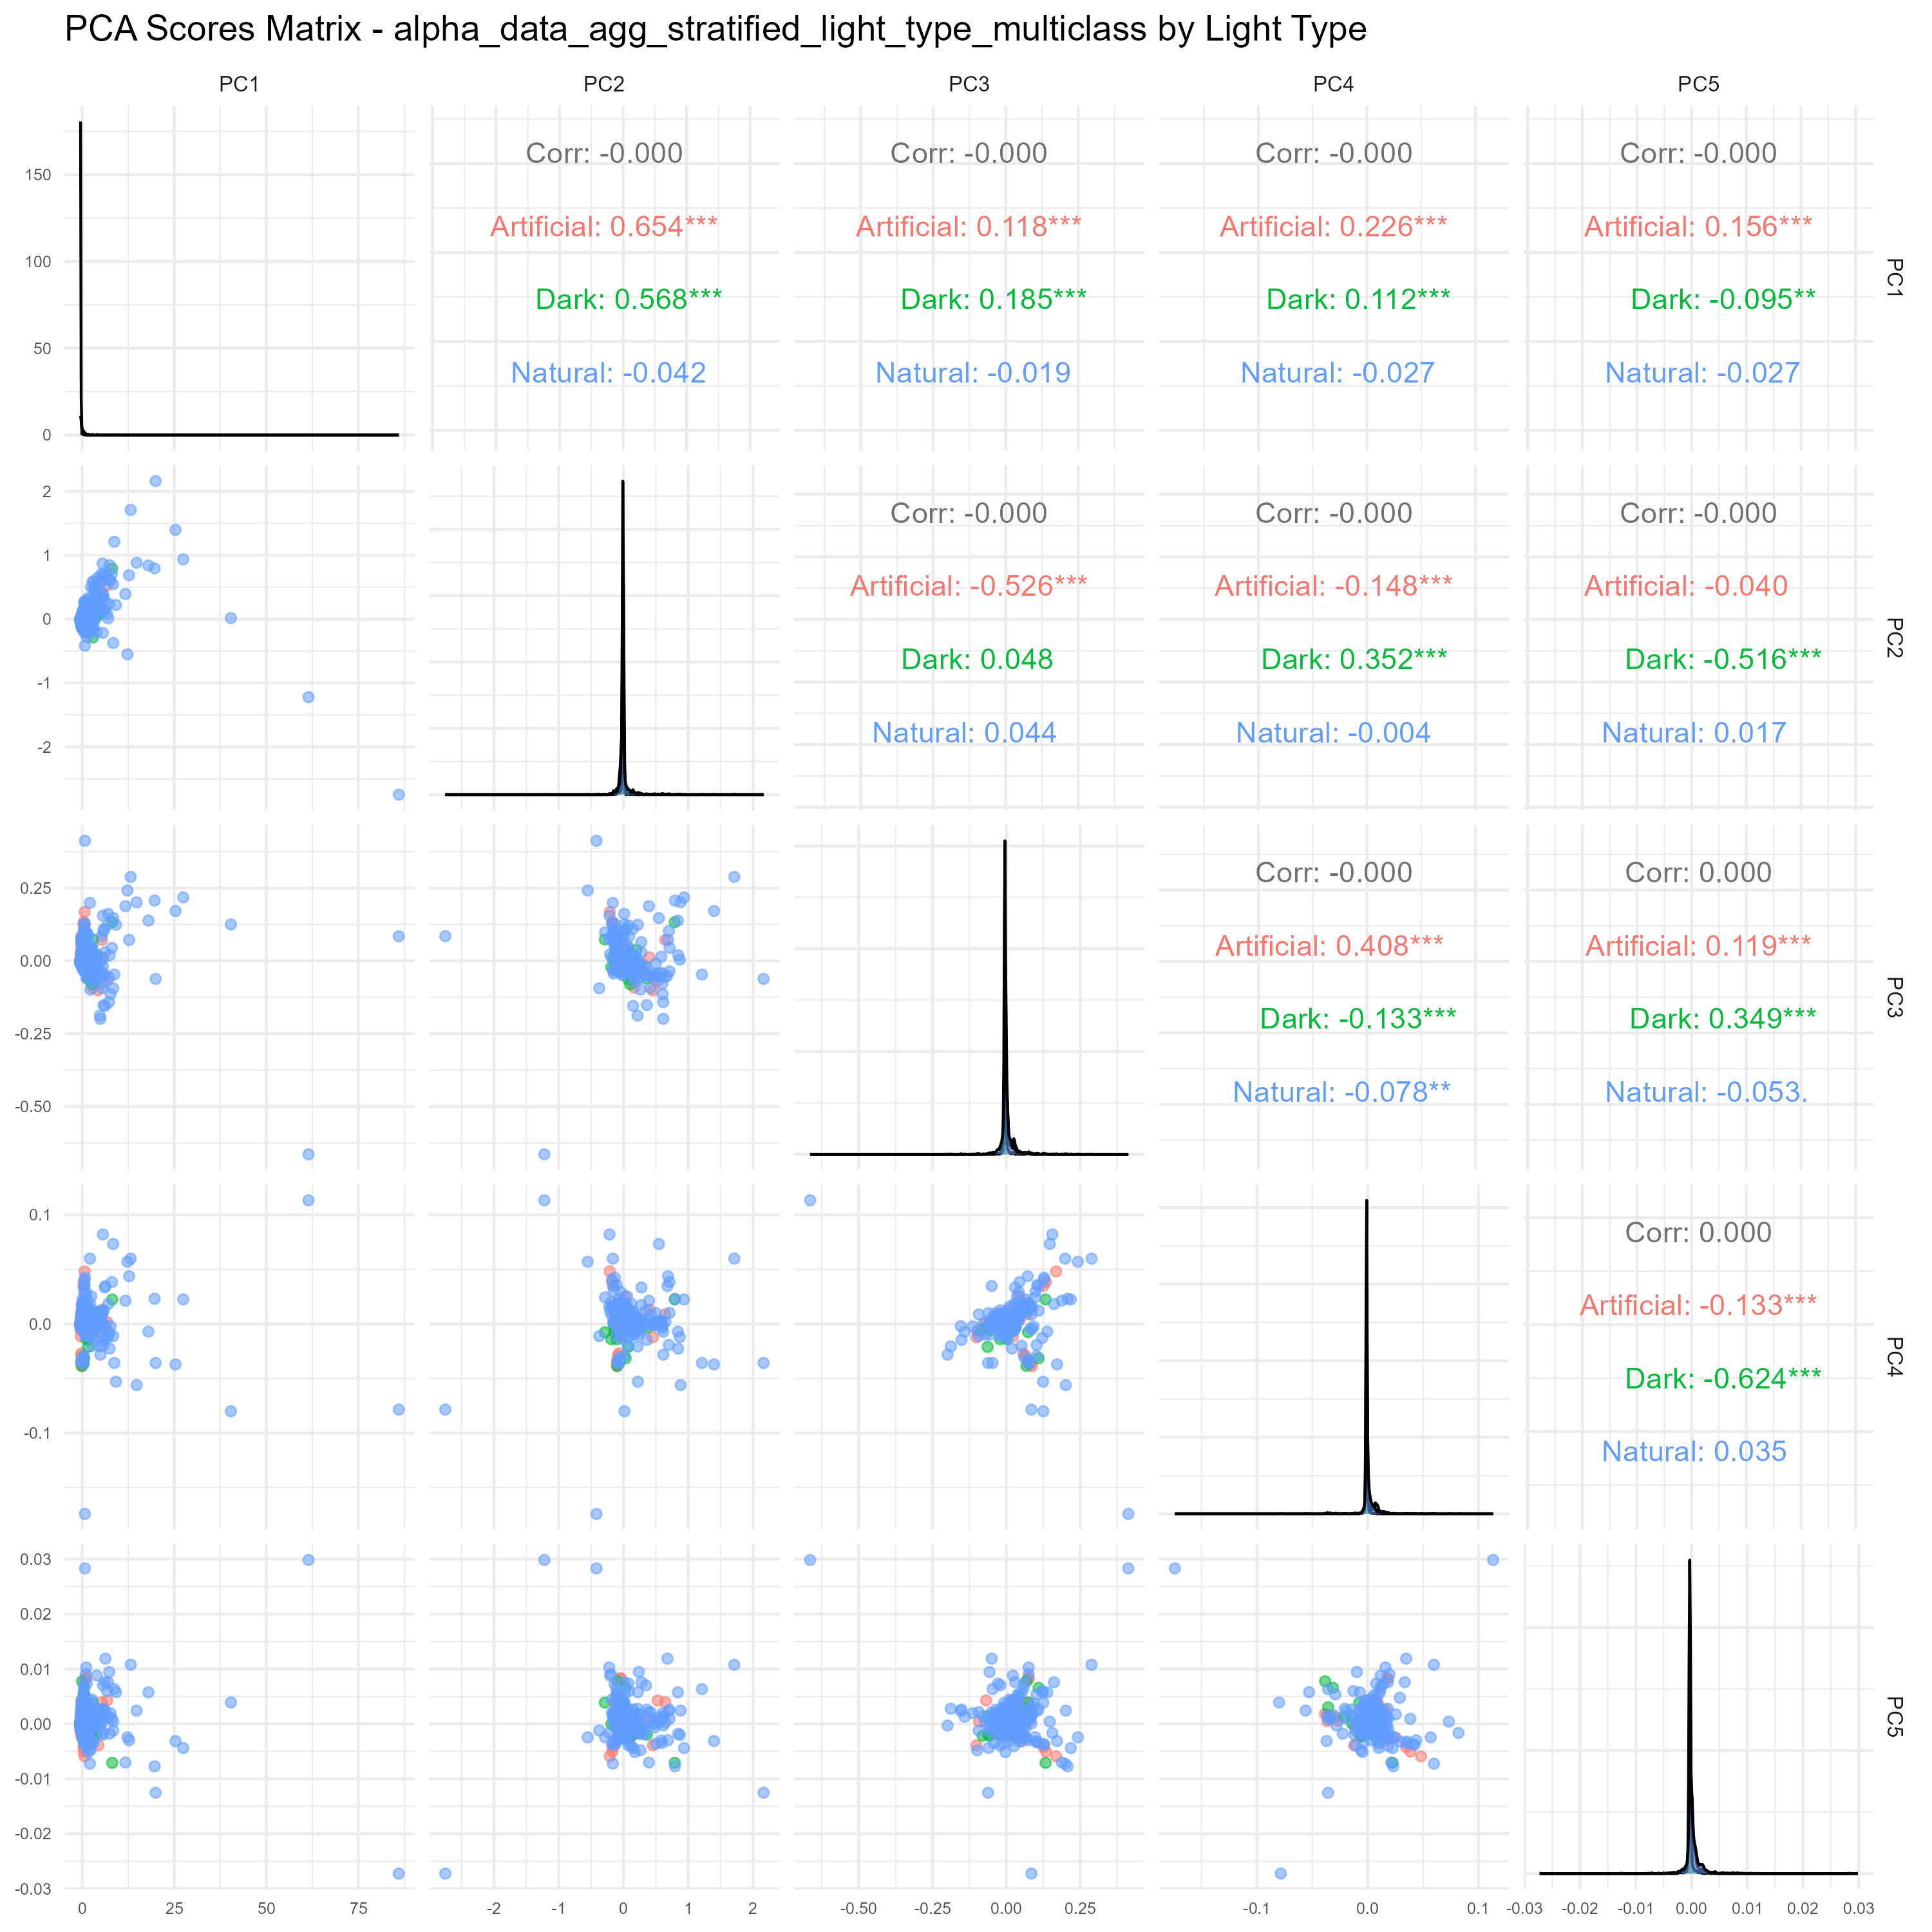 PCA Scores Matrix - alpha_data_agg_stratified_light_type_multiclass by Light Type
PC1 PC2 PC3 PC4 PC5
150
100
50
0
Corr: -0.000
Artificial: 0.654***
Dark: 0.568***
Natural: -0.042
Corr: -0.000
Artificial: 0.118***
Dark: 0.185***
Natural: -0.019
Corr: -0.000
Artificial: 0.226***
Dark: 0.112***
Natural: -0.027
Corr: -0.000
Artificial: 0.156***
Dark: -0.095**
Natural: -0.027
PC1
2
1
0
-1
-2
Corr: -0.000
Artificial: -0.526***
Dark: 0.048
Natural: 0.044
Corr: -0.000
Artificial: -0.148***
Dark: 0.352***
Natural: -0.004
Corr: -0.000
Artificial: -0.040
Dark: -0.516***
Natural: 0.017
PC2
0.25
0.00
-0.25
-0.50
Corr: -0.000
Artificial: 0.408***
Dark: -0.133***
Natural: -0.078**
Corr: 0.000
Artificial: 0.119***
Dark: 0.349***
Natural: -0.053.
PC3
0.1
0.0
-0.1
Corr: 0.000
Artificial: -0.133***
Dark: -0.624***
Natural: 0.035
PC4
0.03
0.02
0.01
0.00
-0.01
-0.02
-0.03
PC5
0 25 50 75
-2 -1 0 1 2
-0.50 -0.25 0.00 0.25
-0.1 0.0 0.1
-0.03 -0.02 -0.01 0.00 0.01 0.02 0.03